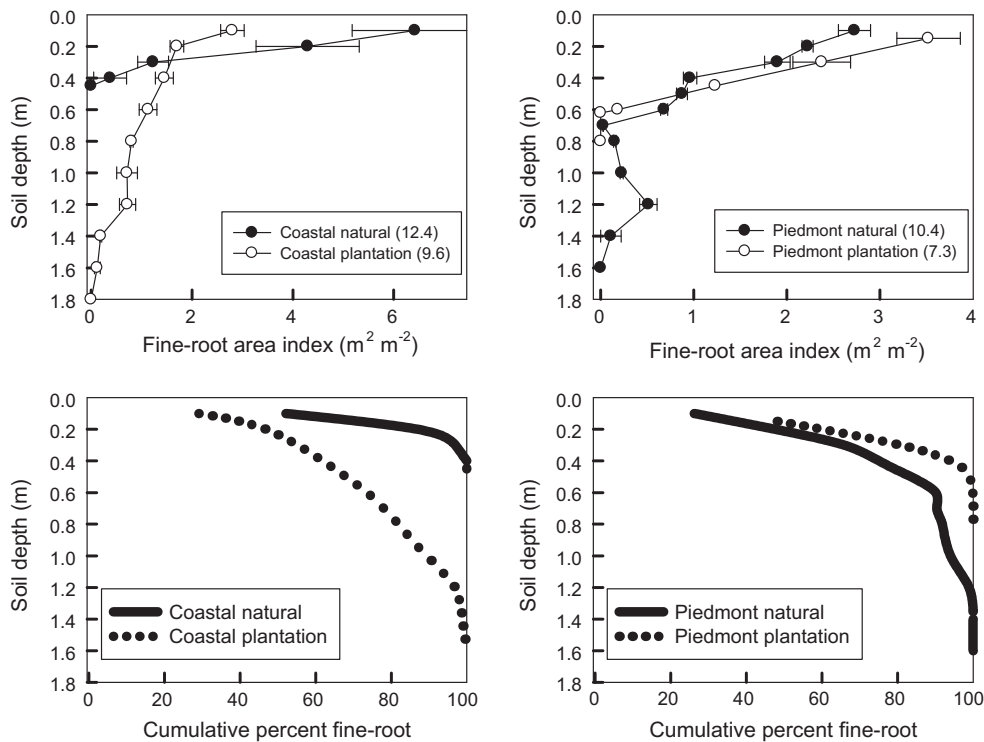 0.0
0.2
0.4
0.6
0.8
1.0
1.2
1.4
1.6
1.8
Soil depth (m)
0 2 4 6
Fine-root area index (m² m⁻²)
Coastal natural (12.4)
Coastal plantation (9.6)
0.0
0.2
0.4
0.6
0.8
1.0
1.2
1.4
1.6
1.8
Soil depth (m)
0 1 2 3 4
Fine-root area index (m² m⁻²)
Piedmont natural (10.4)
Piedmont plantation (7.3)
0.0
0.2
0.4
0.6
0.8
1.0
1.2
1.4
1.6
1.8
Soil depth (m)
0 20 40 60 80 100
Cumulative percent fine-root
Coastal natural
Coastal plantation
0.0
0.2
0.4
0.6
0.8
1.0
1.2
1.4
1.6
1.8
Soil depth (m)
0 20 40 60 80 100
Cumulative percent fine-root
Piedmont natural
Piedmont plantation